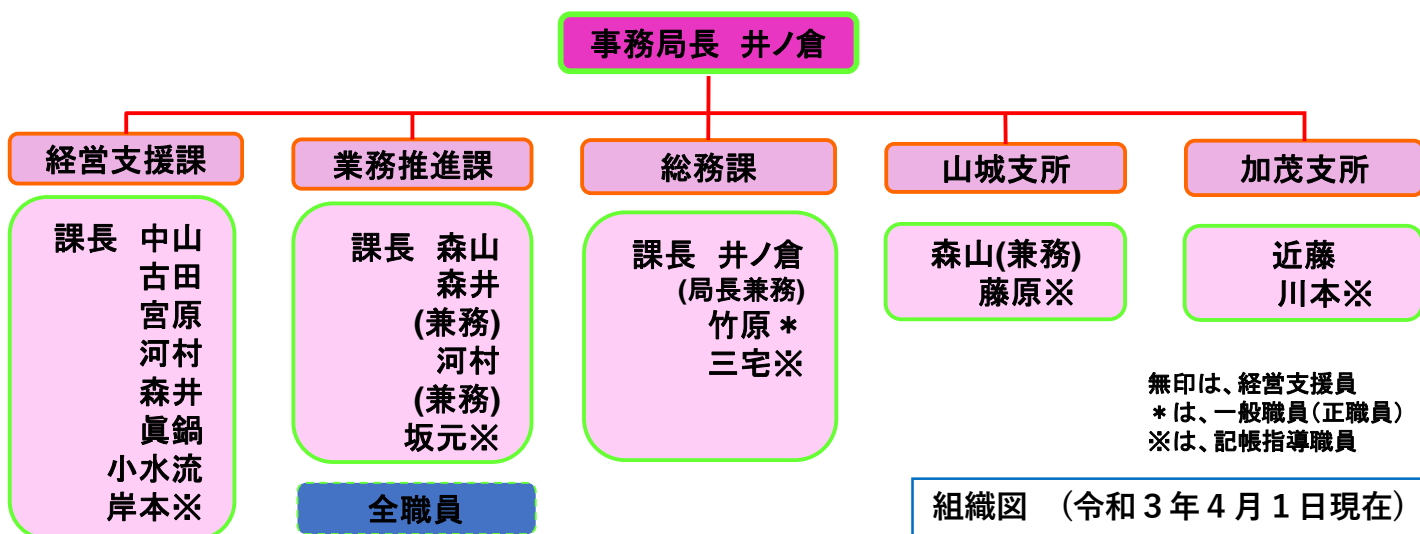 事務局長　井ノ倉
経営支援課
課長　中山
古田
宮原
河村
森井
眞鍋
小水流
岸本※
業務推進課
課長　森山
森井
(兼務)
河村
(兼務)
坂元※
全職員
総務課
課長　井ノ倉
(局長兼務)
竹原＊
三宅※
山城支所
森山(兼務)
藤原※
加茂支所
近藤
川本※
無印は、経営支援員
＊は、一般職員（正職員）
※は、記帳指導職員
組織図　（令和３年４月１日現在）